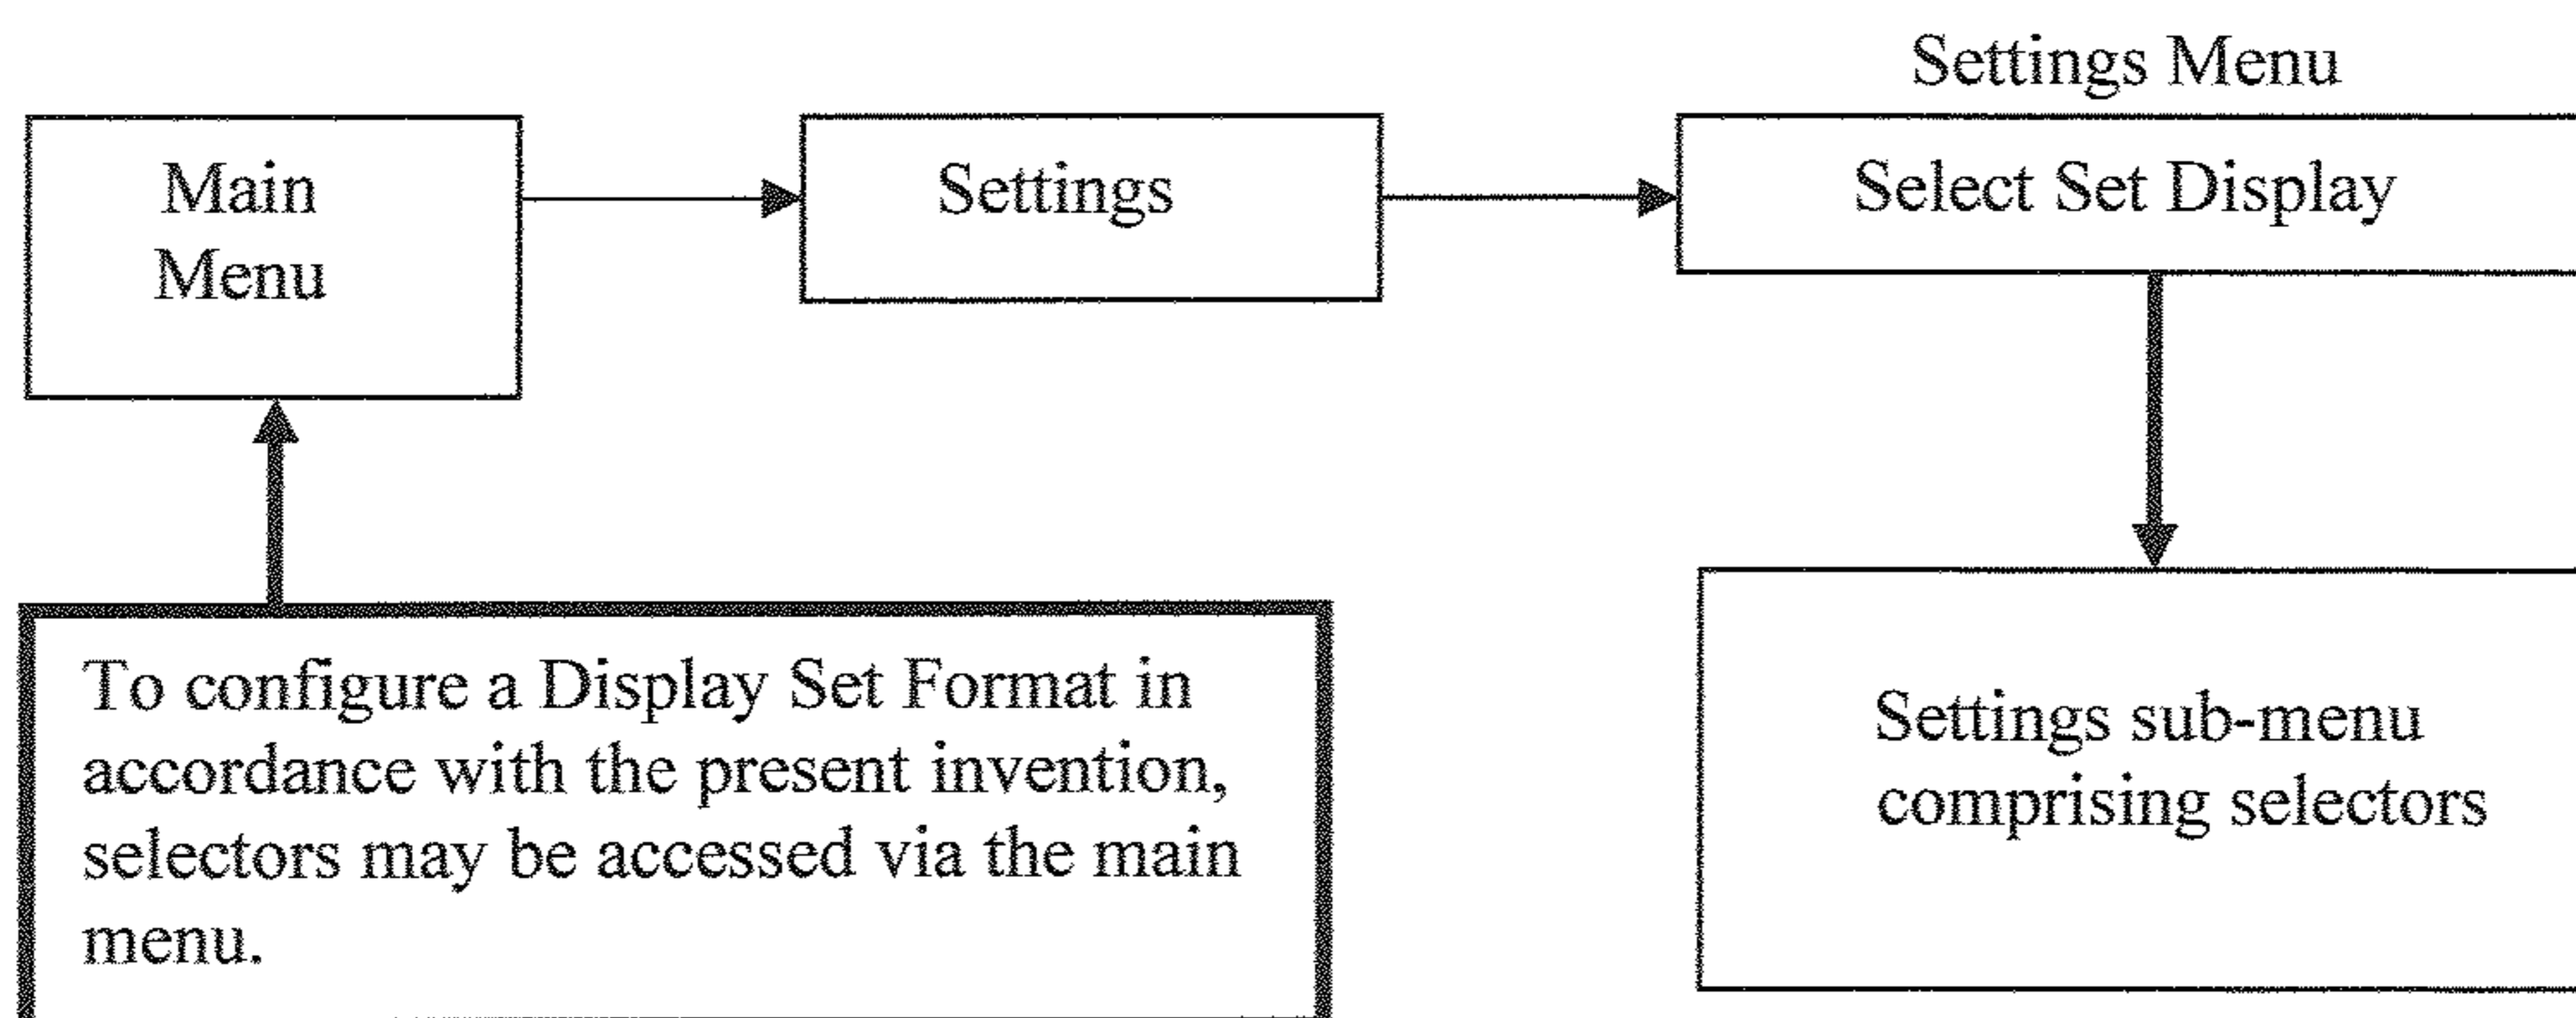 Settings Menu
Main
Menu
Settings
Select Set Display
To configure a Display Set Format in
accordance with the present invention,
selectors may be accessed via the main
menu.
Settings sub-menu
comprising selectors